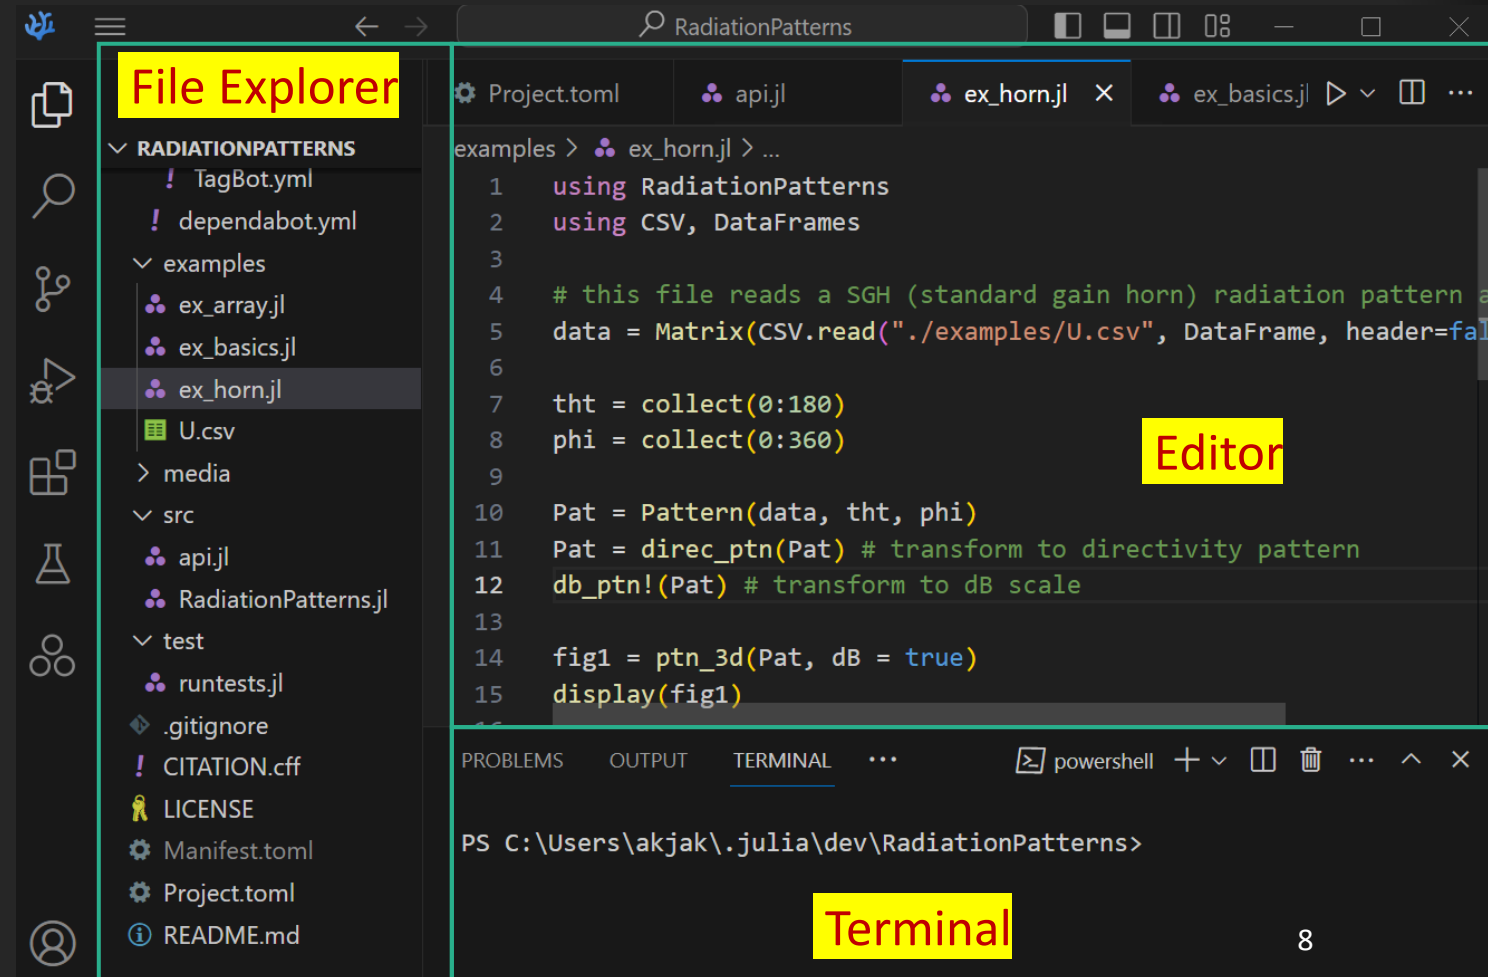 RadiationPatterns
File Explorer
RADIATIONPATTERNS
TagBot.yml
dependabot.yml
examples
ex_array.jl
ex_basics.jl
ex_horn.jl
U.csv
media
src
api.jl
RadiationPatterns.jl
test
runtests.jl
.gitignore
CITATION.cff
LICENSE
Manifest.toml
Project.toml
README.md
Project.toml api.jl ex_horn.jl ex_basics.jl
examples > ex_horn.jl > ...
1 using RadiationPatterns
2 using CSV, DataFrames
3
4 # this file reads a SGH (standard gain horn) radiation pattern
5 data = Matrix(CSV.read("./examples/U.csv", DataFrame, header=fal
6
7 tht = collect(0:180)
8 phi = collect(0:360)
9
10 Pat = Pattern(data, tht, phi)
11 Pat = direc_ptn(Pat) # transform to directivity pattern
12 db_ptn!(Pat) # transform to dB scale
13
14 fig1 = ptn_3d(Pat, dB = true)
15 display(fig1)
Editor
PROBLEMS OUTPUT TERMINAL ... powershell
PS C:\Users\akjak\.julia\dev\RadiationPatterns>
Terminal
8